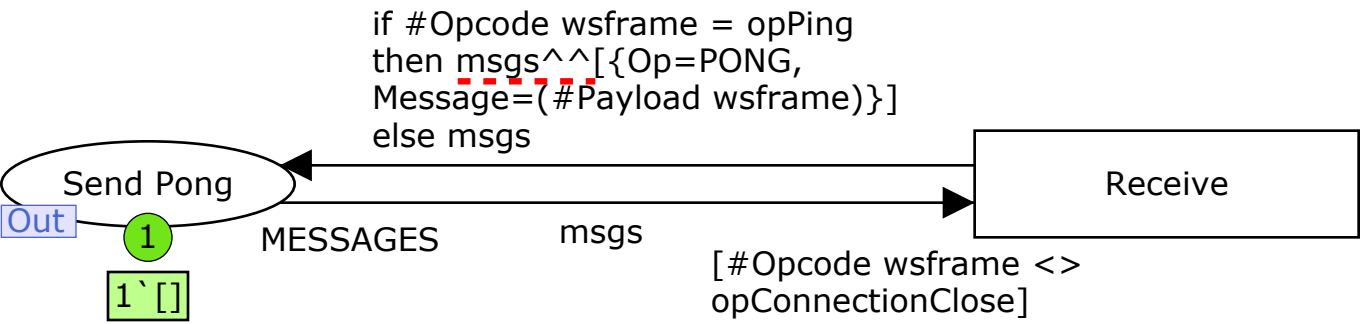 if #Opcode wsframe = opPing
then msgs^^[{Op=PONG,
Message=(#Payload wsframe)}]
else msgs
Send Pong
Receive
Out
1
MESSAGES
msgs
[#Opcode wsframe <>
opConnectionClose]
1`[]